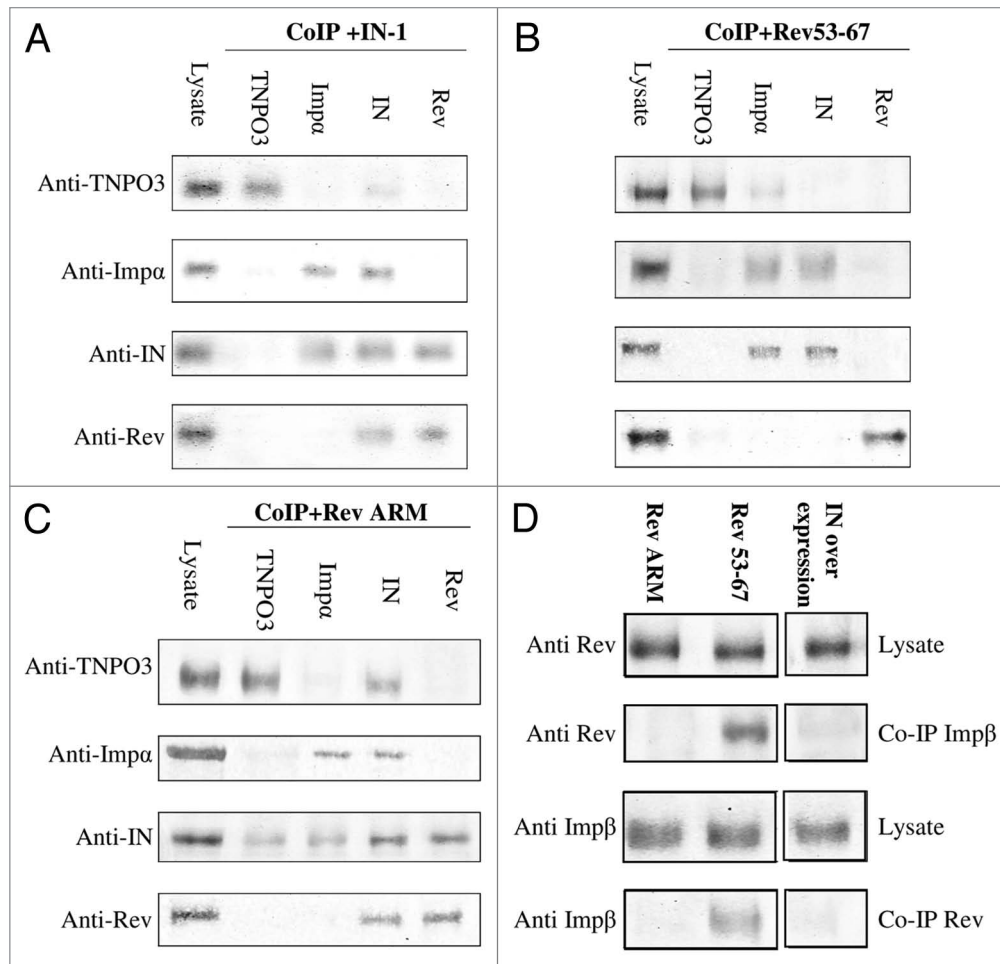 A
CoIP +IN-1
Lysate
TNPO3
Impα
IN
Rev
Anti-TNPO3
Anti-Impα
Anti-IN
Anti-Rev
B
CoIP+Rev53-67
Lysate
TNPO3
Impα
IN
Rev
C
CoIP+Rev ARM
Lysate
TNPO3
Impα
IN
Rev
Anti-TNPO3
Anti-Impα
Anti-IN
Anti-Rev
D
Rev ARM
Rev 53-67
IN over
expression
Anti Rev
Lysate
Anti Rev
Co-IP Impβ
Anti Impβ
Lysate
Anti Impβ
Co-IP Rev